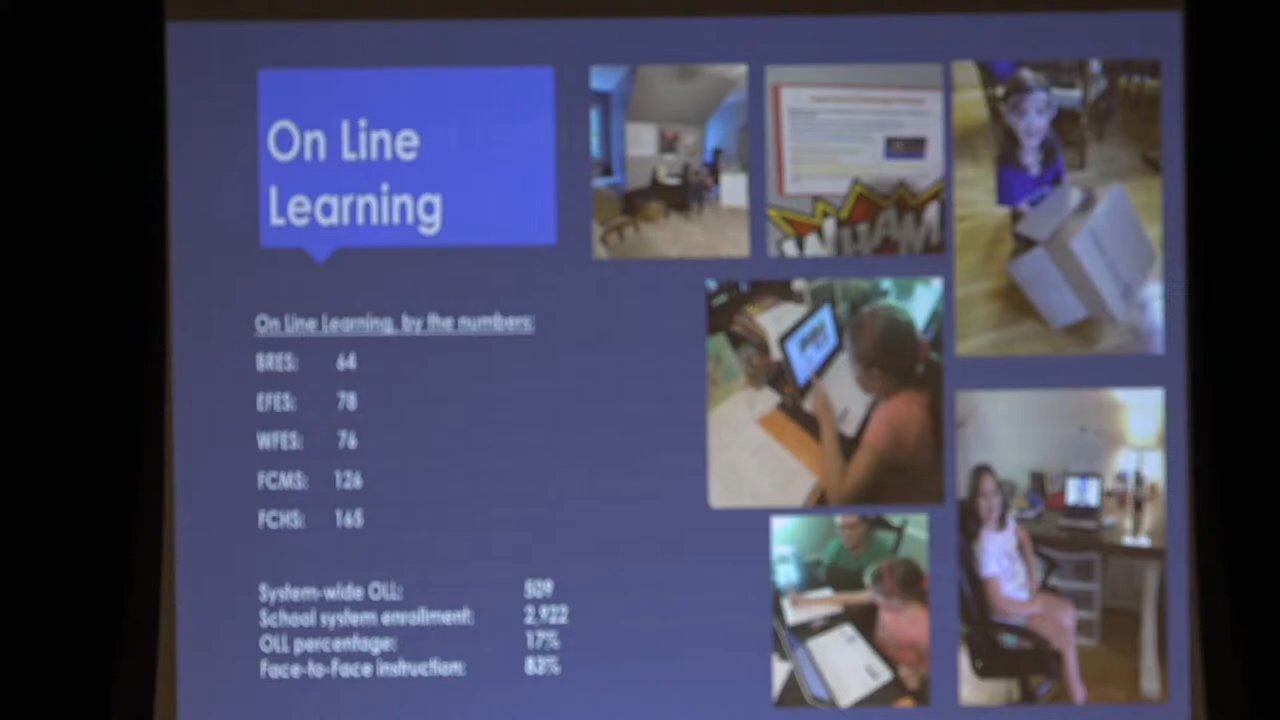 On Line
Learning
WHAM
On Line Learning, by the numbers:
BRES: 64
EFES: 78
WFES: 76
FCMS: 126
FCHS: 165
System-wide OLL: 509
School system enrollment: 2,922
OLL percentage: 17%
Face-to-Face instruction: 83%